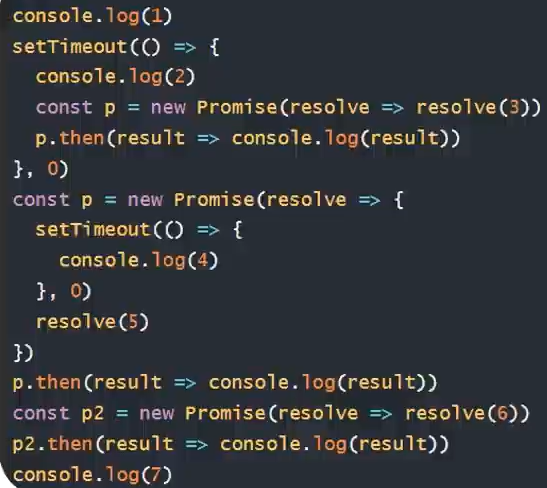 console.log(1)
setTimeout(() => {
  console.log(2)
  const p = new Promise(resolve => resolve(3))
  p.then(result => console.log(result))
}, 0)
const p = new Promise(resolve => {
  setTimeout(() => {
    console.log(4)
  }, 0)
  resolve(5)
})
p.then(result => console.log(result))
const p2 = new Promise(resolve => resolve(6))
p2.then(result => console.log(result))
console.log(7)